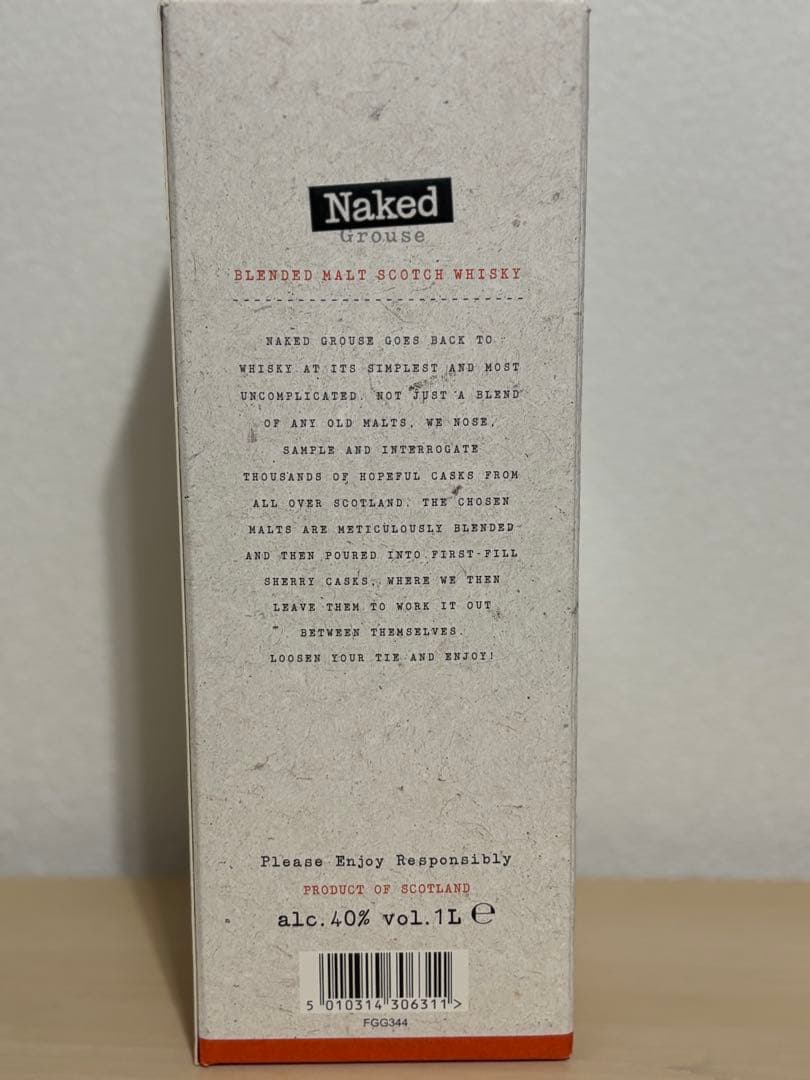 Naked
Grouse
BLENDED MALT SCOTCH WHISKY
NAKED GROUSE GOES BACK TO
WHISKY AT ITS SIMPLEST AND MOST
UNCOMPLICATED. NOT JUST A BLEND
OF ANY OLD MALTS, WE NOSE,
SAMPLE AND INTERROGATE
THOUSANDS OF HOPEFUL CASKS FROM
ALL OVER SCOTLAND. THE CHOSEN
MALTS ARE METICULOUSLY BLENDED
AND THEN POURED INTO FIRST-FILL
SHERRY CASKS, WHERE WE THEN
LEAVE THEM TO WORK IT OUT
BETWEEN THEMSELVES.
LOOSEN YOUR TIE AND ENJOY!
Please Enjoy Responsibly
PRODUCT OF SCOTLAND
alc.40% vol.1L ℮
5 010314 306311 >
FGG344